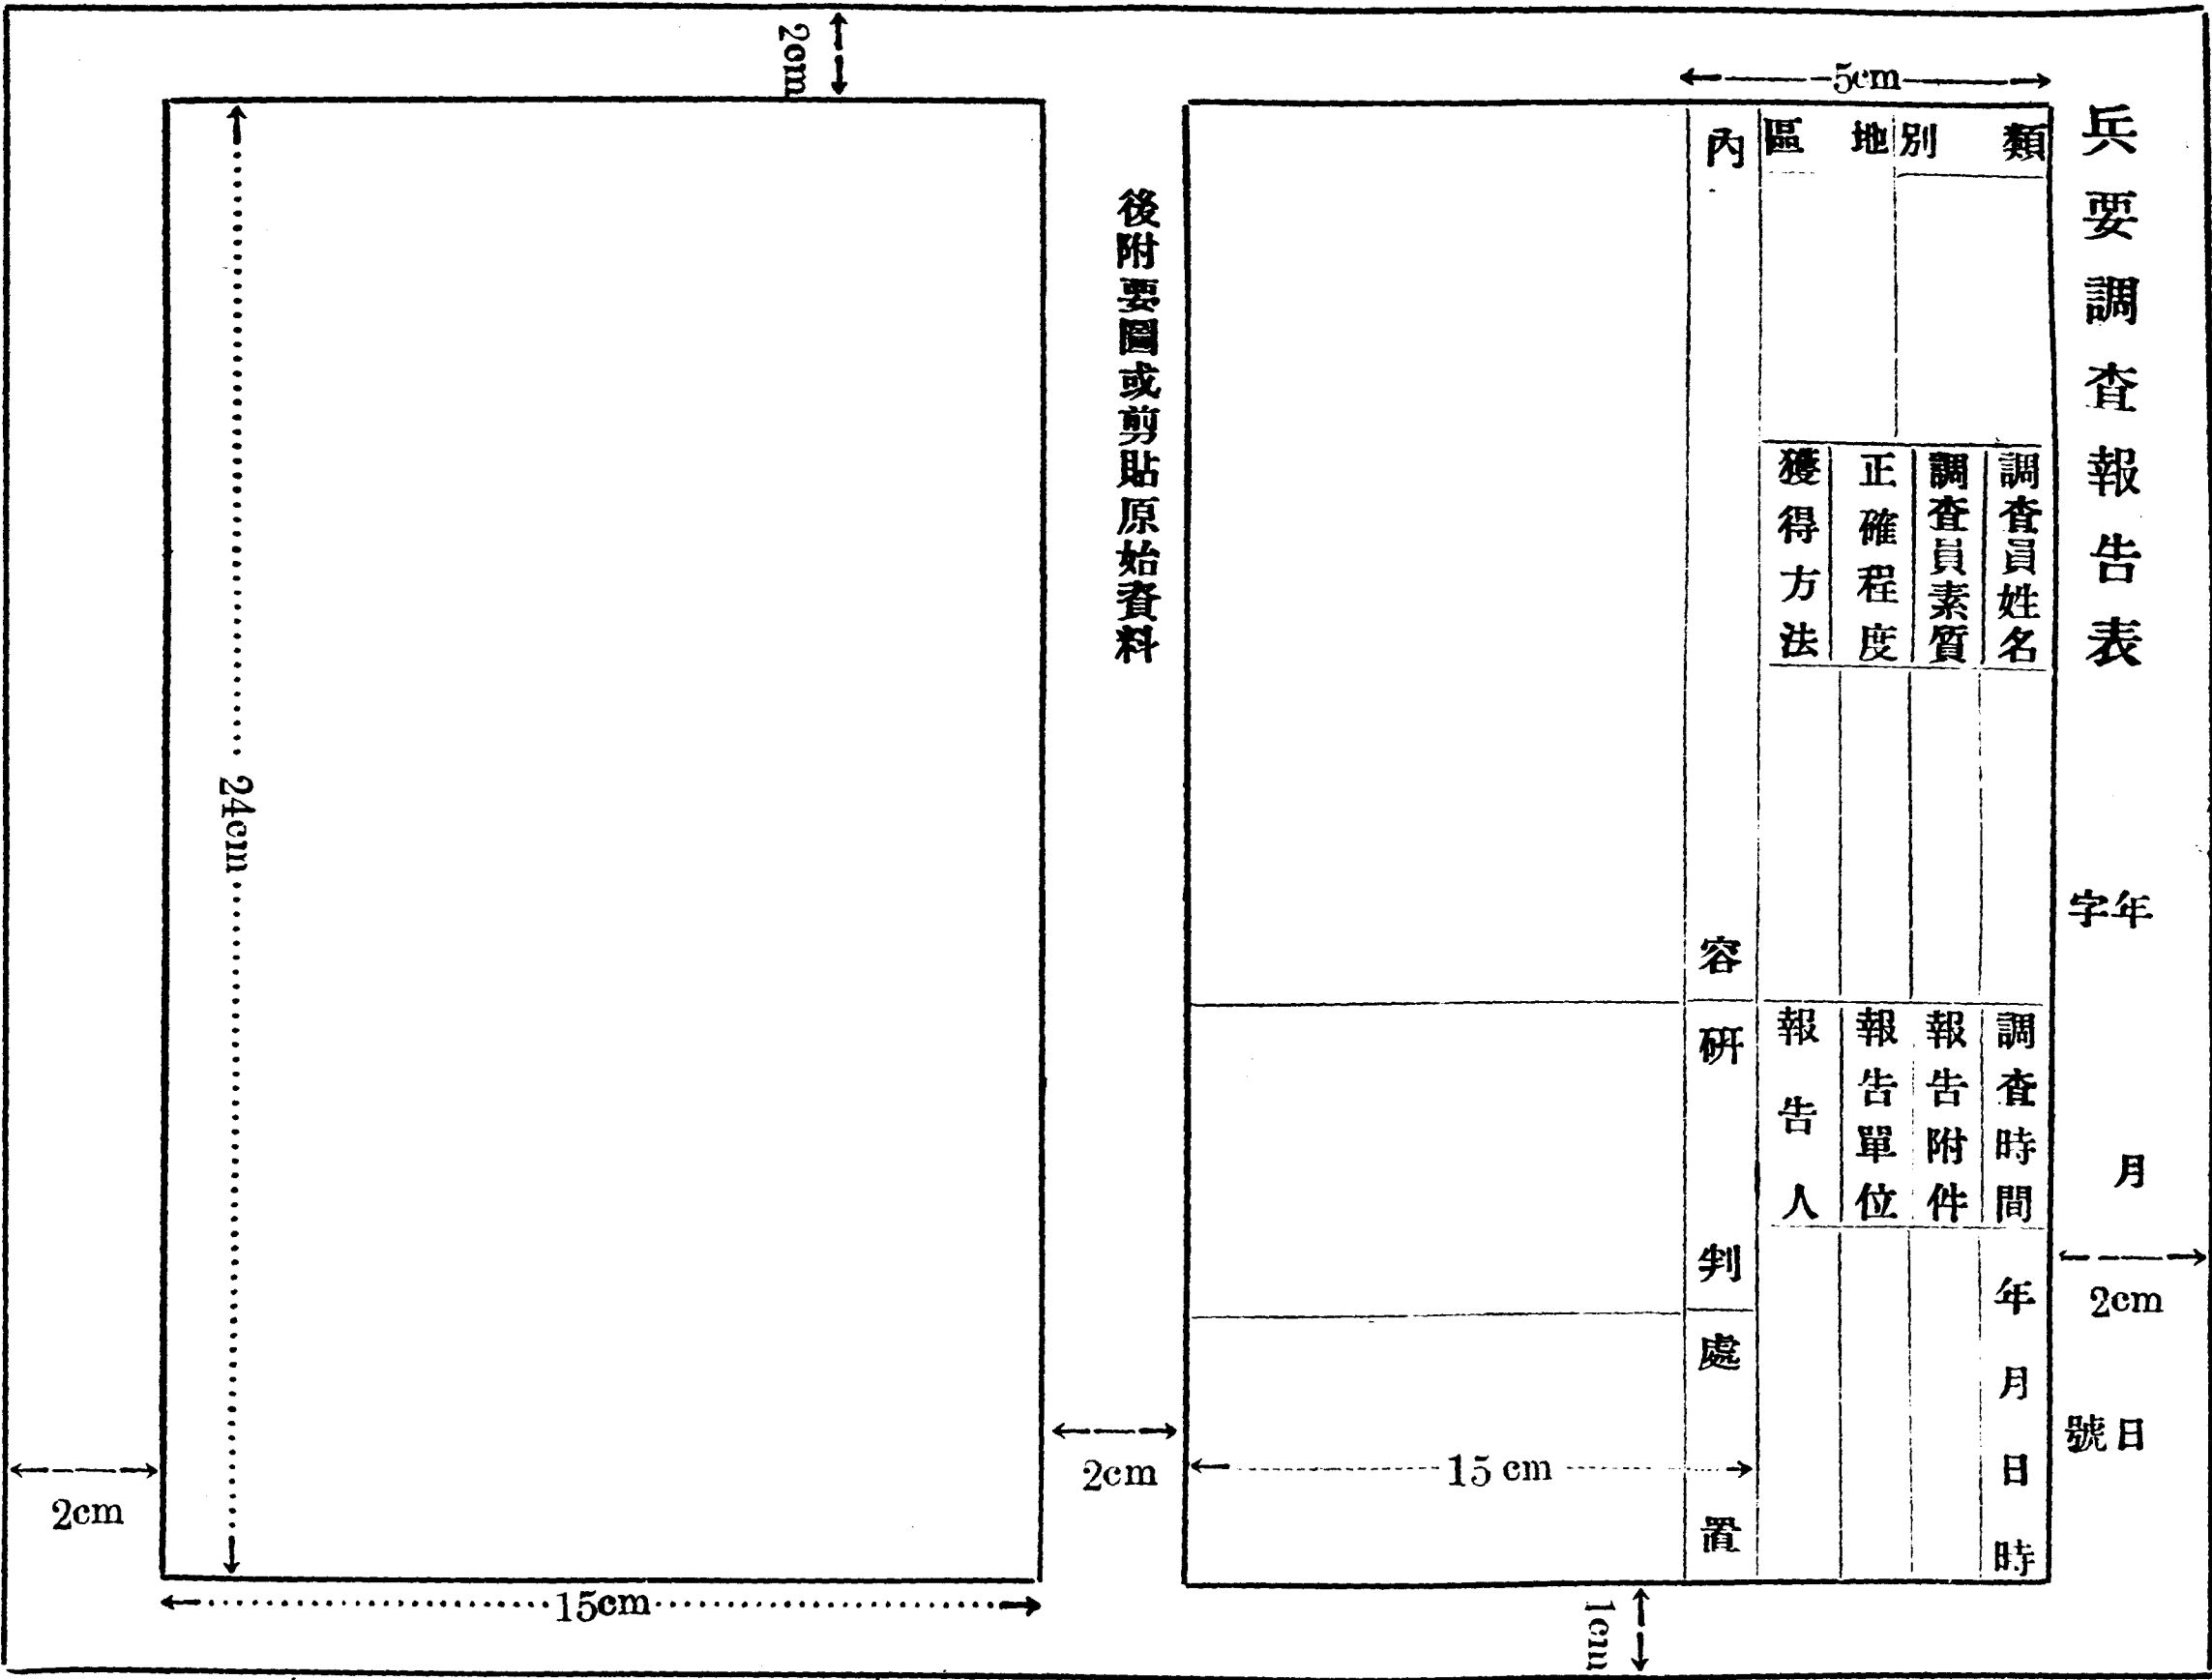 兵要調查報告表
年　月　日
字　號
類別
地區
調查員姓名
調查員素質
正確程度
獲得方法
調查時間
年月日時
報告附件
報告單位
報告人
內容
研判
處置
後附要圖或剪貼原始資料
5cm
2cm
2cm
15cm
1cm
2cm
24cm
15cm
2cm